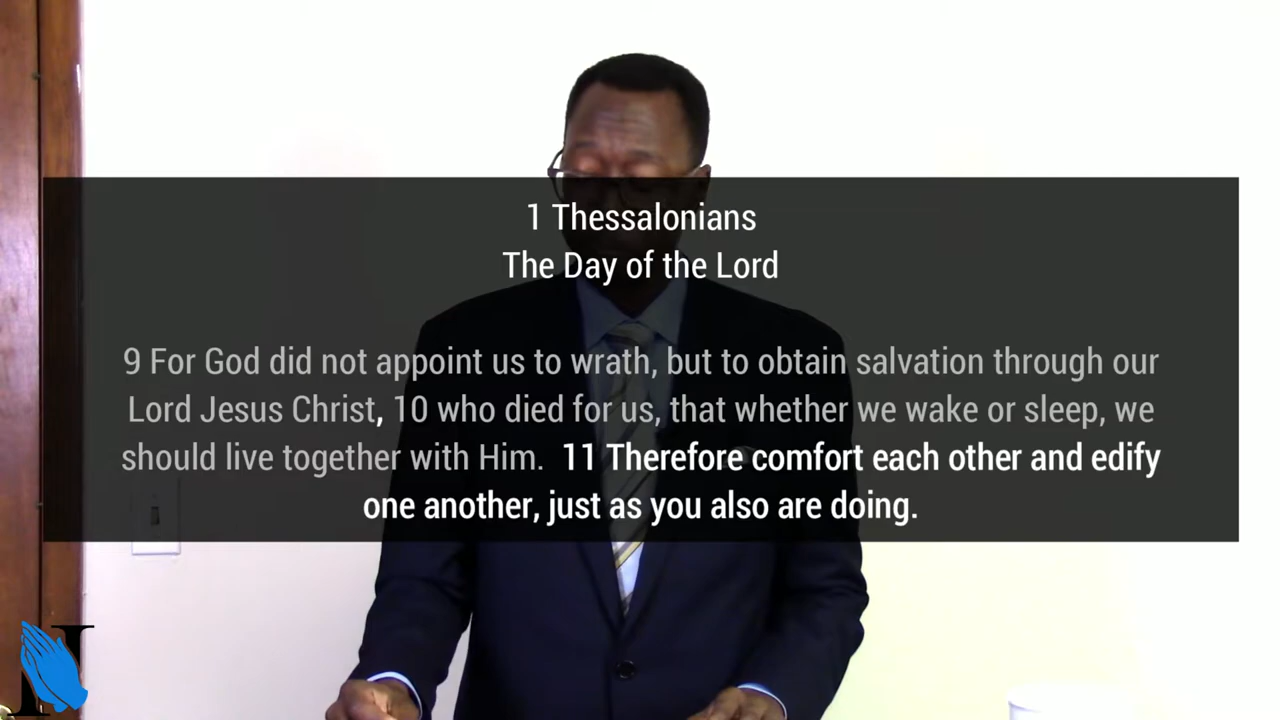 1 Thessalonians
The Day of the Lord
9 For God did not appoint us to wrath, but to obtain salvation through our
Lord Jesus Christ, 10 who died for us, that whether we wake or sleep, we
should live together with Him. 11 Therefore comfort each other and edify
one another, just as you also are doing.
N